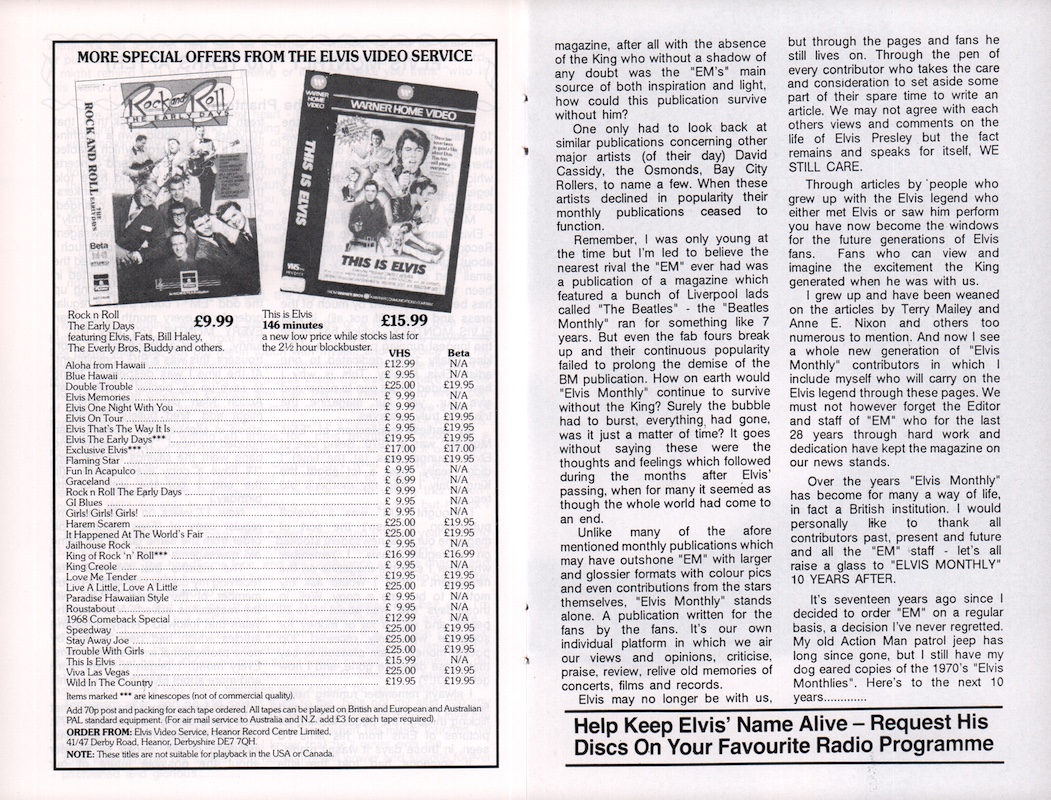 MORE SPECIAL OFFERS FROM THE ELVIS VIDEO SERVICE
ROCK AND ROLL
THE EARLY DAYS
Beta
Rock and Roll
THE EARLY DAYS
WARNER HOME VIDEO
THIS IS ELVIS
VHS
WARNER HOME VIDEO
THIS IS ELVIS
Rock n Roll
The Early Days
£9.99
featuring Elvis, Fats, Bill Haley,
The Everly Bros, Buddy and others.
This is Elvis
146 minutes
£15.99
a new low price while stocks last for
the 2½ hour blockbuster.
VHS Beta
Aloha from Hawaii £12.99 N/A
Blue Hawaii £ 9.95 N/A
Double Trouble £25.00 £19.95
Elvis Memories £ 9.99 N/A
Elvis One Night With You £ 9.99 N/A
Elvis On Tour £ 9.95 £19.95
Elvis That's The Way It Is £ 9.95 £19.95
Elvis The Early Days*** £19.95 £19.95
Exclusive Elvis*** £17.00 £17.00
Flaming Star £19.95 £19.95
Fun In Acapulco £ 9.95 N/A
Graceland £ 6.99 N/A
Rock n Roll The Early Days £ 9.99 N/A
GI Blues £ 9.95 N/A
Girls! Girls! Girls! £ 9.95 N/A
Harem Scarem £25.00 £19.95
It Happened At The World's Fair £25.00 £19.95
Jailhouse Rock £ 9.95 N/A
King of Rock 'n' Roll*** £16.99 £16.99
King Creole £ 9.95 N/A
Love Me Tender £19.95 £19.95
Live A Little, Love A Little £25.00 £19.95
Paradise Hawaiian Style £ 9.95 N/A
Roustabout £ 9.95 N/A
1968 Comeback Special £12.99 N/A
Speedway £25.00 £19.95
Stay Away Joe £25.00 £19.95
Trouble With Girls £25.00 £19.95
This Is Elvis £15.99 N/A
Viva Las Vegas £25.00 £19.95
Wild In The Country £19.95 £19.95
Items marked *** are kinescopes (not of commercial quality).
Add 70p post and packing for each tape ordered. All tapes can be played on British and European and Australian
PAL standard equipment. (For air mail service to Australia and N.Z. add £3 for each tape required).
ORDER FROM: Elvis Video Service, Heanor Record Centre Limited,
41/47 Derby Road, Heanor, Derbyshire DE7 7QH.
NOTE: These titles are not suitable for playback in the USA or Canada.
magazine, after all with the absence
of the King who without a shadow of
any doubt was the "EM's" main
source of both inspiration and light,
how could this publication survive
without him?
One only had to look back at
similar publications concerning other
major artists (of their day) David
Cassidy, the Osmonds, Bay City
Rollers, to name a few. When these
artists declined in popularity their
monthly publications ceased to
function.
Remember, I was only young at
the time but I'm led to believe the
nearest rival the "EM" ever had was
a publication of a magazine which
featured a bunch of Liverpool lads
called "The Beatles" - the "Beatles
Monthly" ran for something like 7
years. But even the fab fours break
up and their continuous popularity
failed to prolong the demise of the
BM publication. How on earth would
"Elvis Monthly" continue to survive
without the King? Surely the bubble
had to burst, everything had gone,
was it just a matter of time? It goes
without saying these were the
thoughts and feelings which followed
during the months after Elvis'
passing, when for many it seemed as
though the whole world had come to
an end.
Unlike many of the afore
mentioned monthly publications which
may have outshone "EM" with larger
and glossier formats with colour pics
and even contributions from the stars
themselves, "Elvis Monthly" stands
alone. A publication written for the
fans by the fans. It's our own
individual platform in which we air
our views and opinions, criticise,
praise, review, relive old memories of
concerts, films and records.
Elvis may no longer be with us,
but through the pages and fans he
still lives on. Through the pen of
every contributor who takes the care
and consideration to set aside some
part of their spare time to write an
article. We may not agree with each
others views and comments on the
life of Elvis Presley but the fact
remains and speaks for itself, WE
STILL CARE.
Through articles by people who
grew up with the Elvis legend who
either met Elvis or saw him perform
you have now become the windows
for the future generations of Elvis
fans. Fans who can view and
imagine the excitement the King
generated when he was with us.
I grew up and have been weaned
on the articles by Terry Mailey and
Anne E. Nixon and others too
numerous to mention. And now I see
a whole new generation of "Elvis
Monthly" contributors in which I
include myself who will carry on the
Elvis legend through these pages. We
must not however forget the Editor
and staff of "EM" who for the last
28 years through hard work and
dedication have kept the magazine on
our news stands.
Over the years "Elvis Monthly"
has become for many a way of life,
in fact a British institution. I would
personally like to thank all
contributors past, present and future
and all the "EM" staff - let's all
raise a glass to "ELVIS MONTHLY"
10 YEARS AFTER.
It's seventeen years ago since I
decided to order "EM" on a regular
basis, a decision I've never regretted.
My old Action Man patrol jeep has
long since gone, but I still have my
dog eared copies of the 1970's "Elvis
Monthlies". Here's to the next 10
years.............
Help Keep Elvis' Name Alive – Request His
Discs On Your Favourite Radio Programme